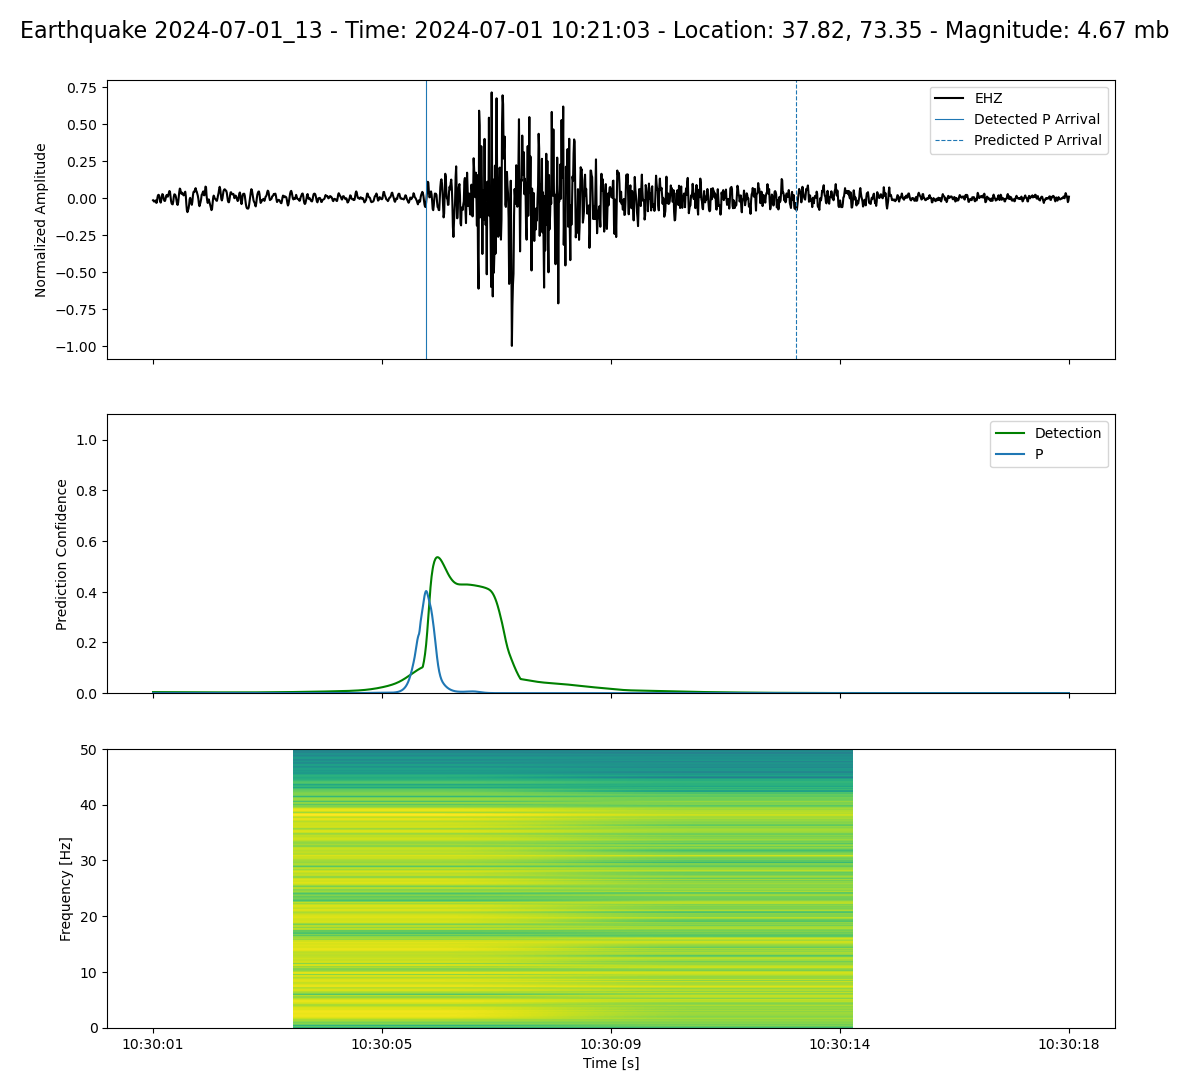 Earthquake 2024-07-01_13 - Time: 2024-07-01 10:21:03 - Location: 37.82, 73.35 - Magnitude: 4.67 mb
Normalized Amplitude
0.75
0.50
0.25
0.00
−0.25
−0.50
−0.75
−1.00
EHZ
Detected P Arrival
Predicted P Arrival
Prediction Confidence
1.0
0.8
0.6
0.4
0.2
0.0
Detection
P
Frequency [Hz]
50
40
30
20
10
0
10:30:01 10:30:05 10:30:09 10:30:14 10:30:18
Time [s]